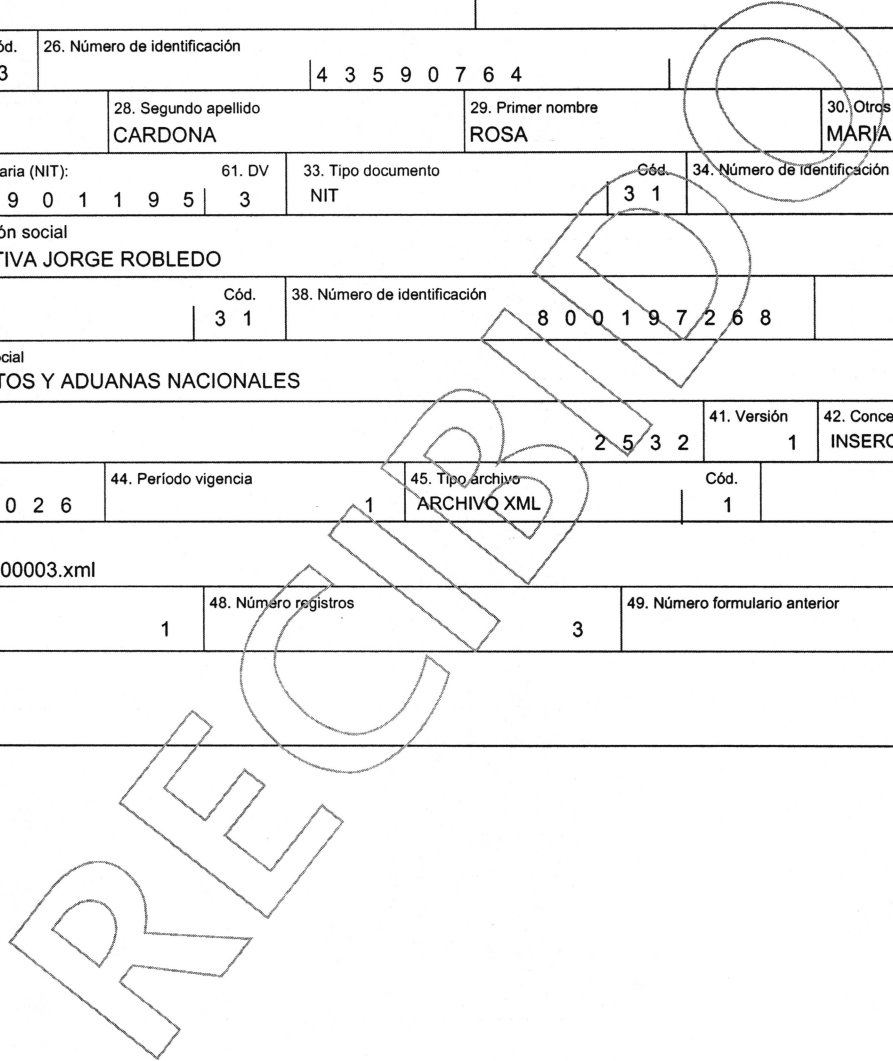 ód. 26. Número de identificación
3 4 3 5 9 0 7 6 4
28. Segundo apellido 29. Primer nombre 30. Otros
CARDONA ROSA MARIA
aria (NIT): 61. DV 33. Tipo documento Cód. 34. Número de identificación
9 0 1 1 9 5 3 NIT 3 1
ón social
TIVA JORGE ROBLEDO
Cód. 38. Número de identificación
3 1 8 0 0 1 9 7 2 6 8
ocial
TOS Y ADUANAS NACIONALES
41. Versión 42. Conce
2 5 3 2 1 INSERC
44. Período vigencia 45. Tipo archivo Cód.
0 2 6 1 ARCHIVO XML 1
00003.xml
48. Número registros 49. Número formulario anterior
1 3
RECIBIDO